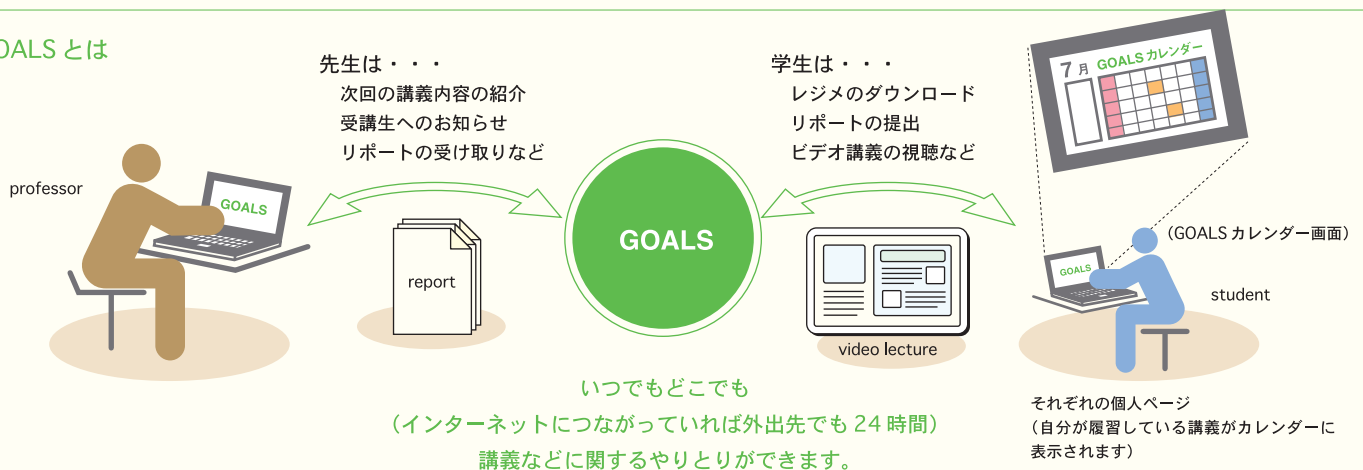 OALS とは
先生は・・・
次回の講義内容の紹介
受講生へのお知らせ
リポートの受け取りなど
学生は・・・
レジメのダウンロード
リポートの提出
ビデオ講義の視聴など
7月 GOALS カレンダー
professor
GOALS
report
GOALS
video lecture
GOALS
(GOALS カレンダー画面)
student
いつでもどこでも
(インターネットにつながっていれば外出先でも 24 時間)
講義などに関するやりとりができます。
それぞれの個人ページ
(自分が履習している講義がカレンダーに
表示されます)